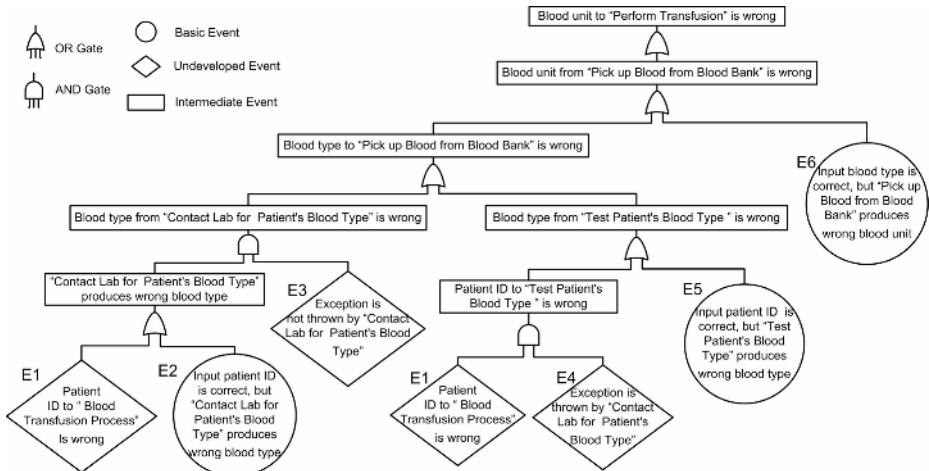 Blood unit to “Perform Transfusion” is wrong
OR Gate
Basic Event
Undeveloped Event
AND Gate
Intermediate Event
Blood unit from “Pick up Blood from Blood Bank” is wrong
Blood type to “Pick up Blood from Blood Bank” is wrong
E6
Input blood type is
correct, but “Pick up
Blood from Blood
Bank” produces
wrong blood unit
Blood type from “Contact Lab for Patient's Blood Type” is wrong
Blood type from “Test Patient's Blood Type ” is wrong
“Contact Lab for Patient's Blood Type”
produces wrong blood type
E3
Exception is
not thrown by “Contact
Lab for Patient's Blood
Type”
Patient ID to “Test Patient's
Blood Type ” is wrong
E5
Input patient ID is
correct, but “Test
Patient's Blood
Type” produces
wrong blood type
E1
Patient
ID to “ Blood
Transfusion Process”
Is wrong
E2
Input patient ID
is correct, but
“Contact Lab for
Patient's Blood
Type” produces
wrong blood type
E1
Patient
ID to “ Blood
Transfusion Process”
is wrong
E4
Exception is
thrown by “Contact
Lab for Patient's
Blood Type”